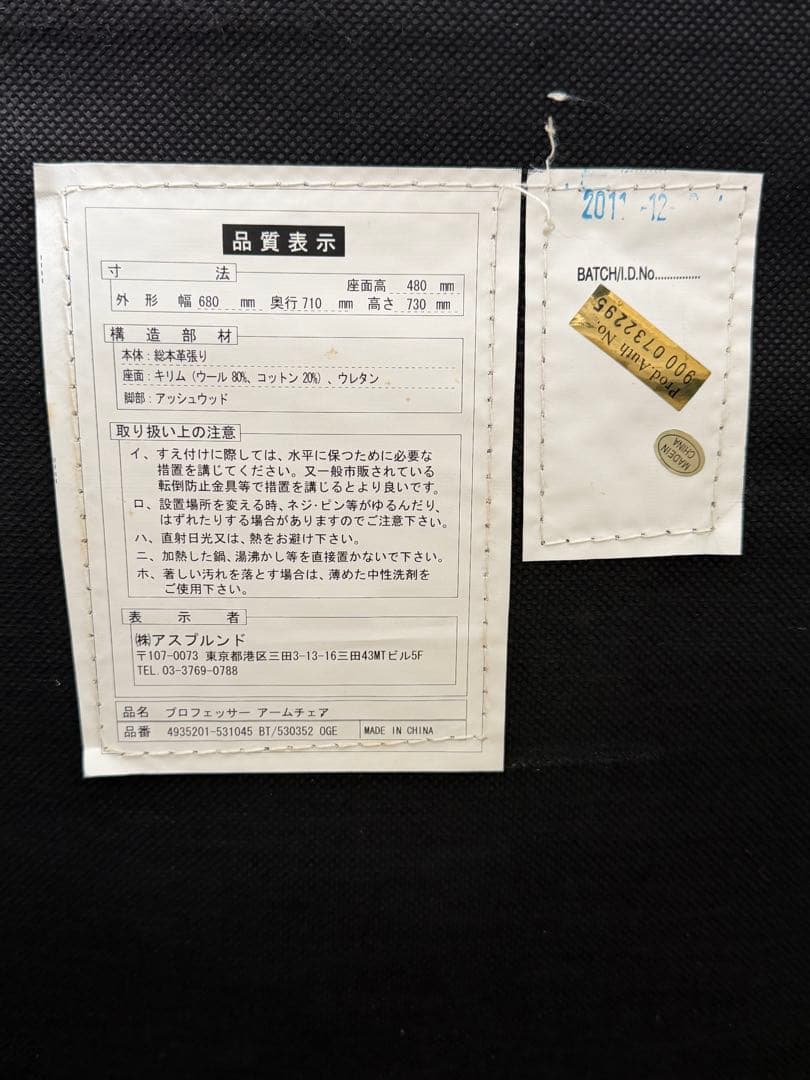 品質表示
寸法
座面高 480 mm
外形 幅 680 mm 奥行 710 mm 高さ 730 mm
構造部材
本体:総本革張り
座面:キリム(ウール 80%、コットン 20%)、ウレタン
脚部:アッシュウッド
取り扱い上の注意
イ、すえ付けに際しては、水平に保つために必要な
措置を講じてください。又一般市販されている
転倒防止金具等で措置を講じるとより良いです。
ロ、設置場所を変える時、ネジ・ピン等がゆるんだり、
はずれたりする場合がありますのでご注意下さい。
ハ、直射日光又は、熱をお避け下さい。
ニ、加熱した鍋、湯沸かし等を直接置かないで下さい。
ホ、著しい汚れを落とす場合は、薄めた中性洗剤を
ご使用下さい。
表示者
㈱アスプルンド
〒107-0073 東京都港区三田3-13-16三田43MTビル5F
TEL. 03-3769-0788
品名 プロフェッサー アームチェア
品番 4935201-531045 BT/530352 OGE MADE IN CHINA
2011 -12-
BATCH/I.D.No..............
Prod.Auth No.
900 0732295
MADE IN
CHINA